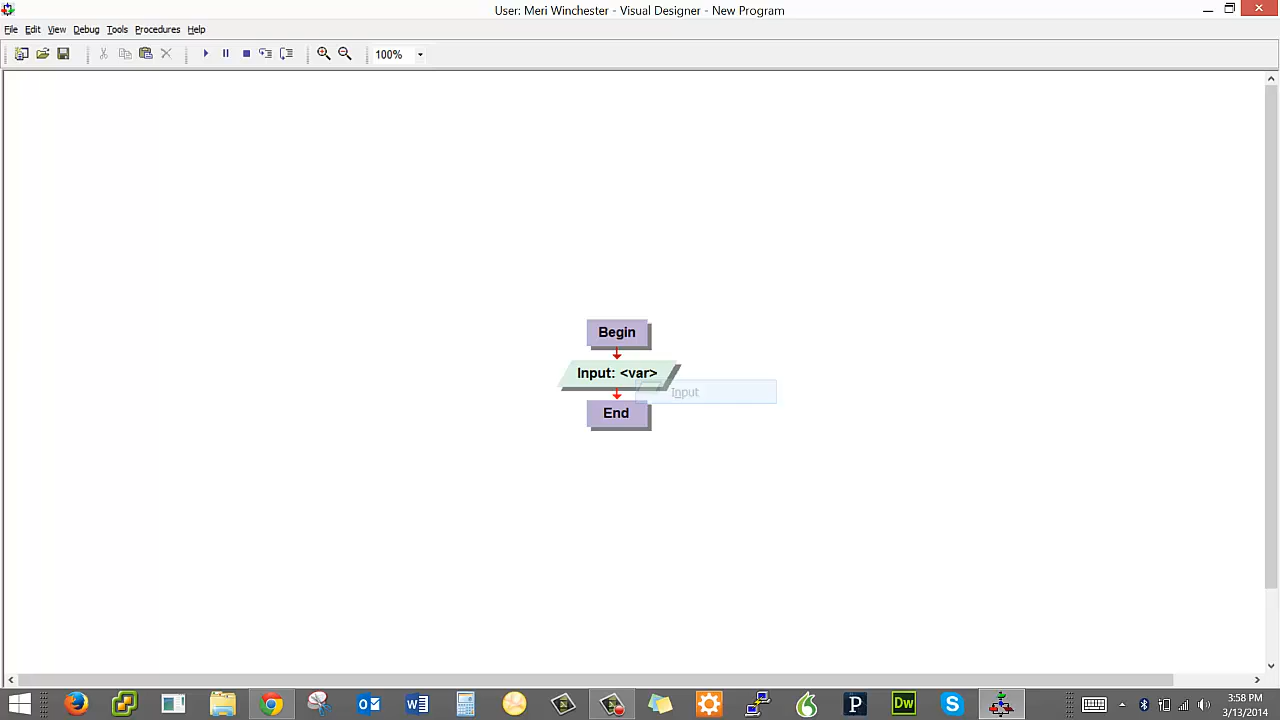 User: Meri Winchester - Visual Designer - New Program
File Edit View Debug Tools Procedures Help
100%
Begin
Input: <var>
Input
End
Dw
3:58 PM
3/13/2014